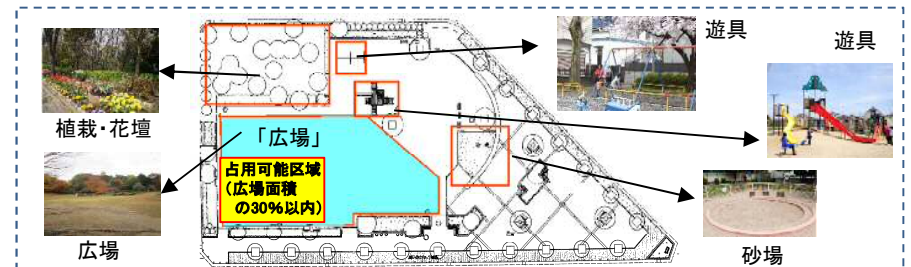 遊具
遊具
植栽・花壇
「広場」
占用可能区域
(広場面積
の30%以内)
広場
砂場